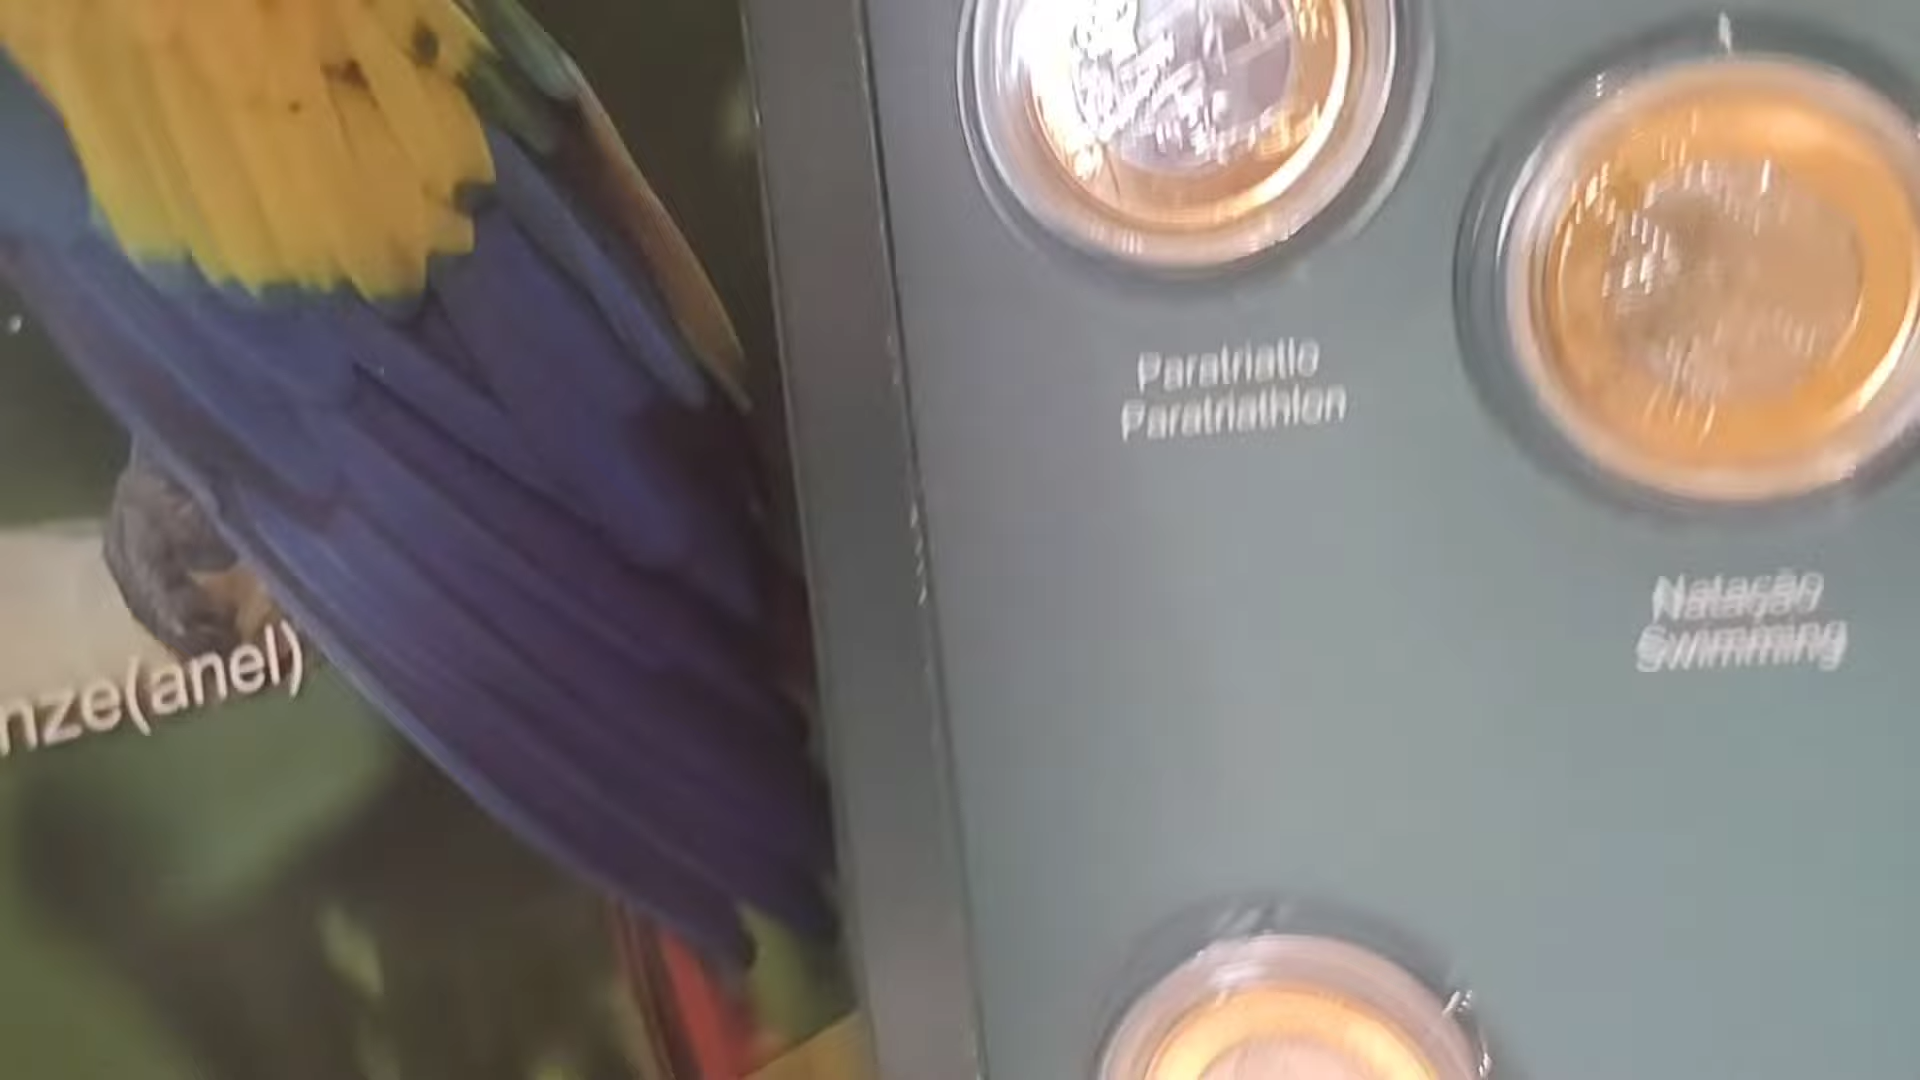 nze(anel)
Paratriatlo
Paratriathlon
Natação
Swimming